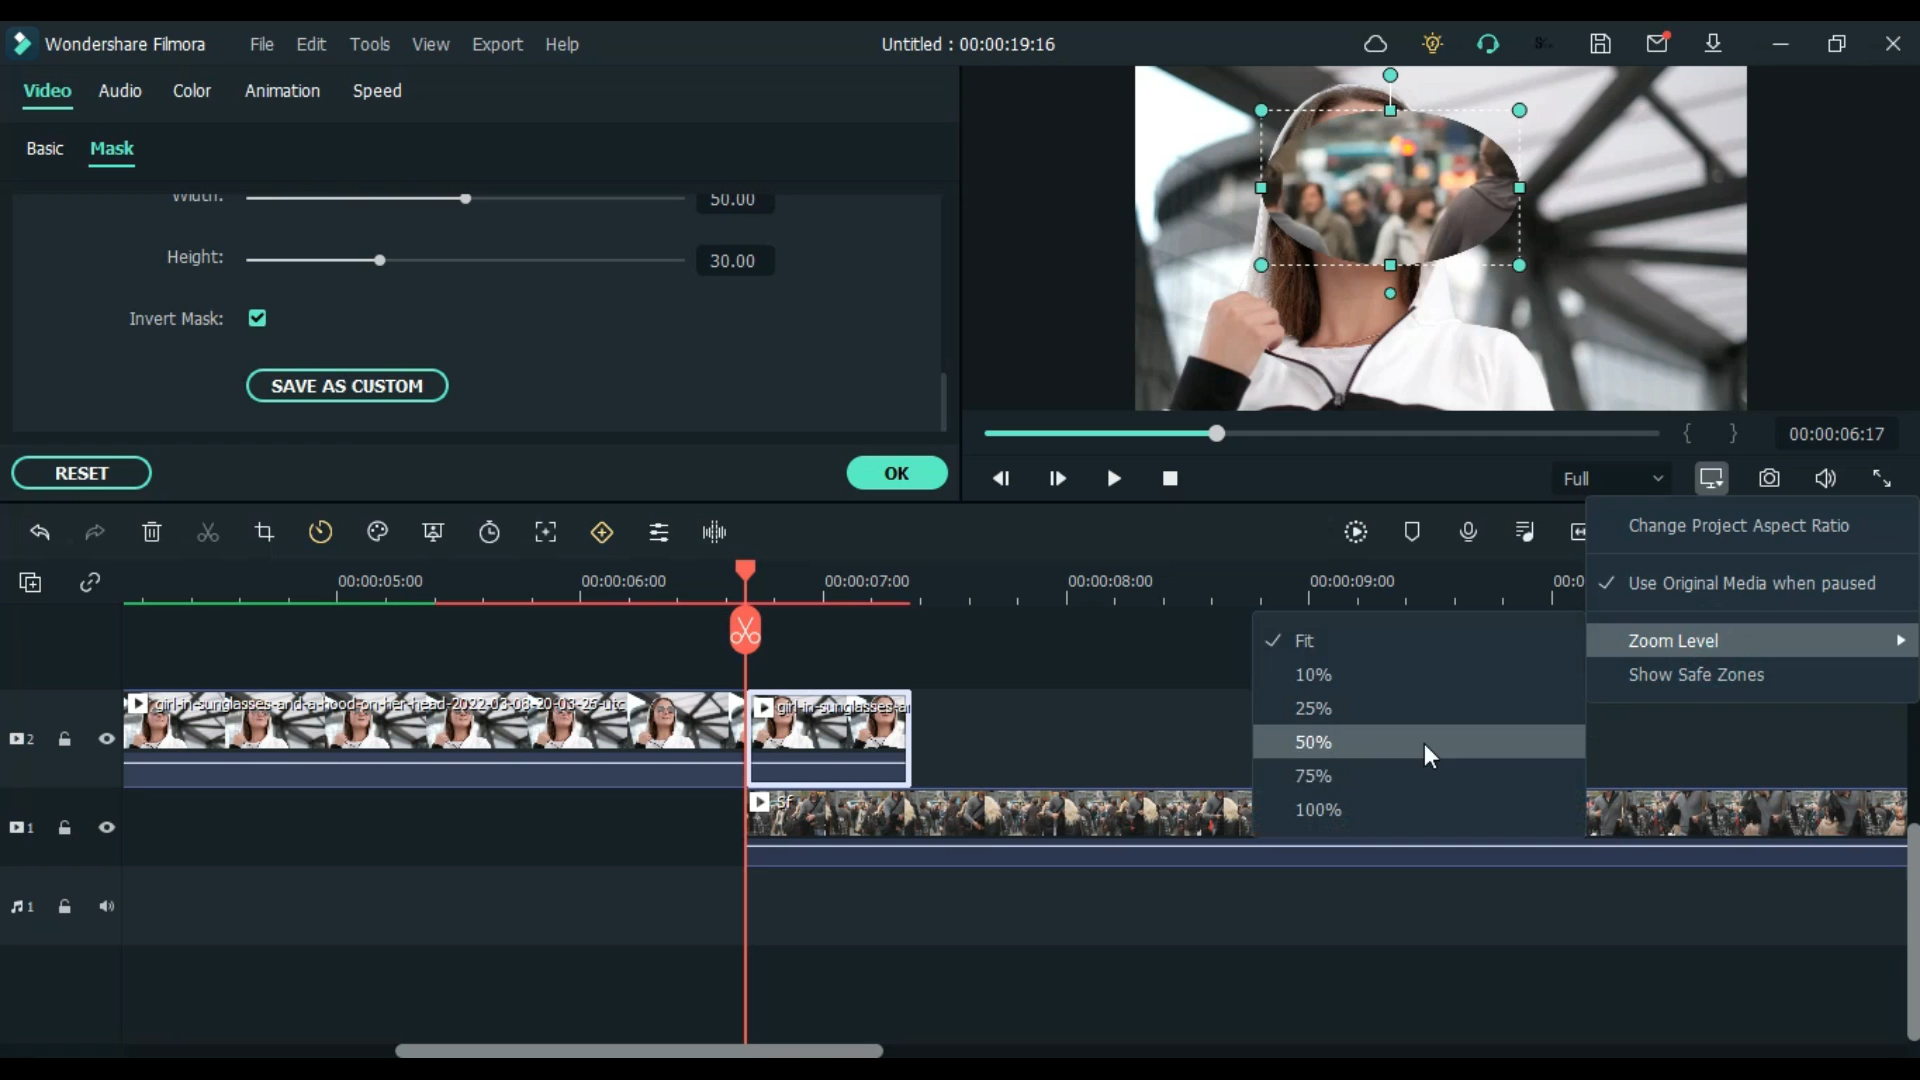 Wondershare Filmora File Edit Tools View Export Help Untitled : 00:00:19:16
Video Audio Color Animation Speed
Basic Mask
Width: 50.00
Height: 30.00
Invert Mask:
SAVE AS CUSTOM
RESET OK
{ } 00:00:06:17
Full
Change Project Aspect Ratio
Use Original Media when paused
Zoom Level
Show Safe Zones
00:00:05:00 00:00:06:00 00:00:07:00 00:00:08:00 00:00:09:00 00:0
Fit
10%
25%
50%
75%
100%
girl-in-sunglasses-and-a-hood-on-her-head-2022-03-08-20-03-26-utc girl-in-sunglasses-a
2
Sf
1
1